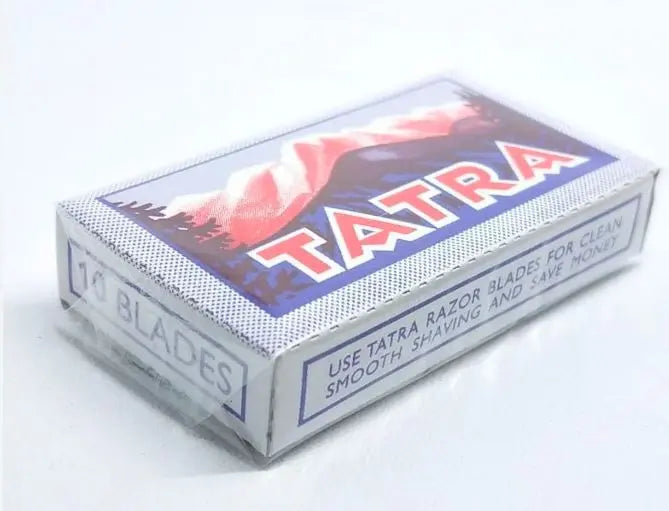 TATRA
10 BLADES
USE TATRA RAZOR BLADES FOR CLEAN
SMOOTH SHAVING AND SAVE MONEY